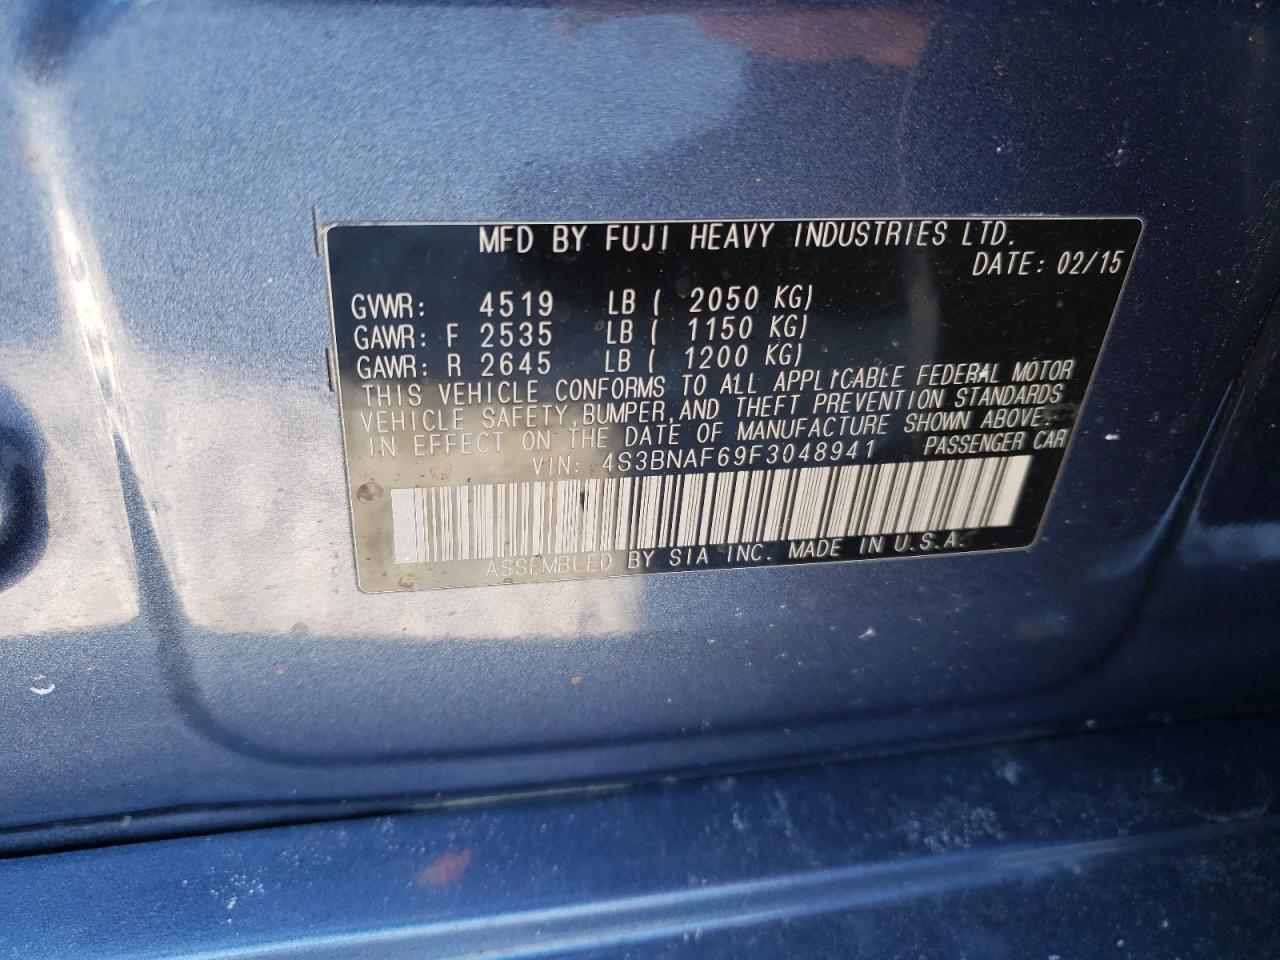 MFD BY FUJI HEAVY INDUSTRIES LTD.
DATE: 02/15
GVWR: 4519 LB ( 2050 KG)
GAWR: F 2535 LB ( 1150 KG)
GAWR: R 2645 LB ( 1200 KG)
THIS VEHICLE CONFORMS TO ALL APPLICABLE FEDERAL MOTOR
VEHICLE SAFETY, BUMPER, AND THEFT PREVENTION STANDARDS
IN EFFECT ON THE DATE OF MANUFACTURE SHOWN ABOVE.
VIN: 4S3BNAF69F3048941 PASSENGER CAR
ASSEMBLED BY SIA INC. MADE IN U.S.A.